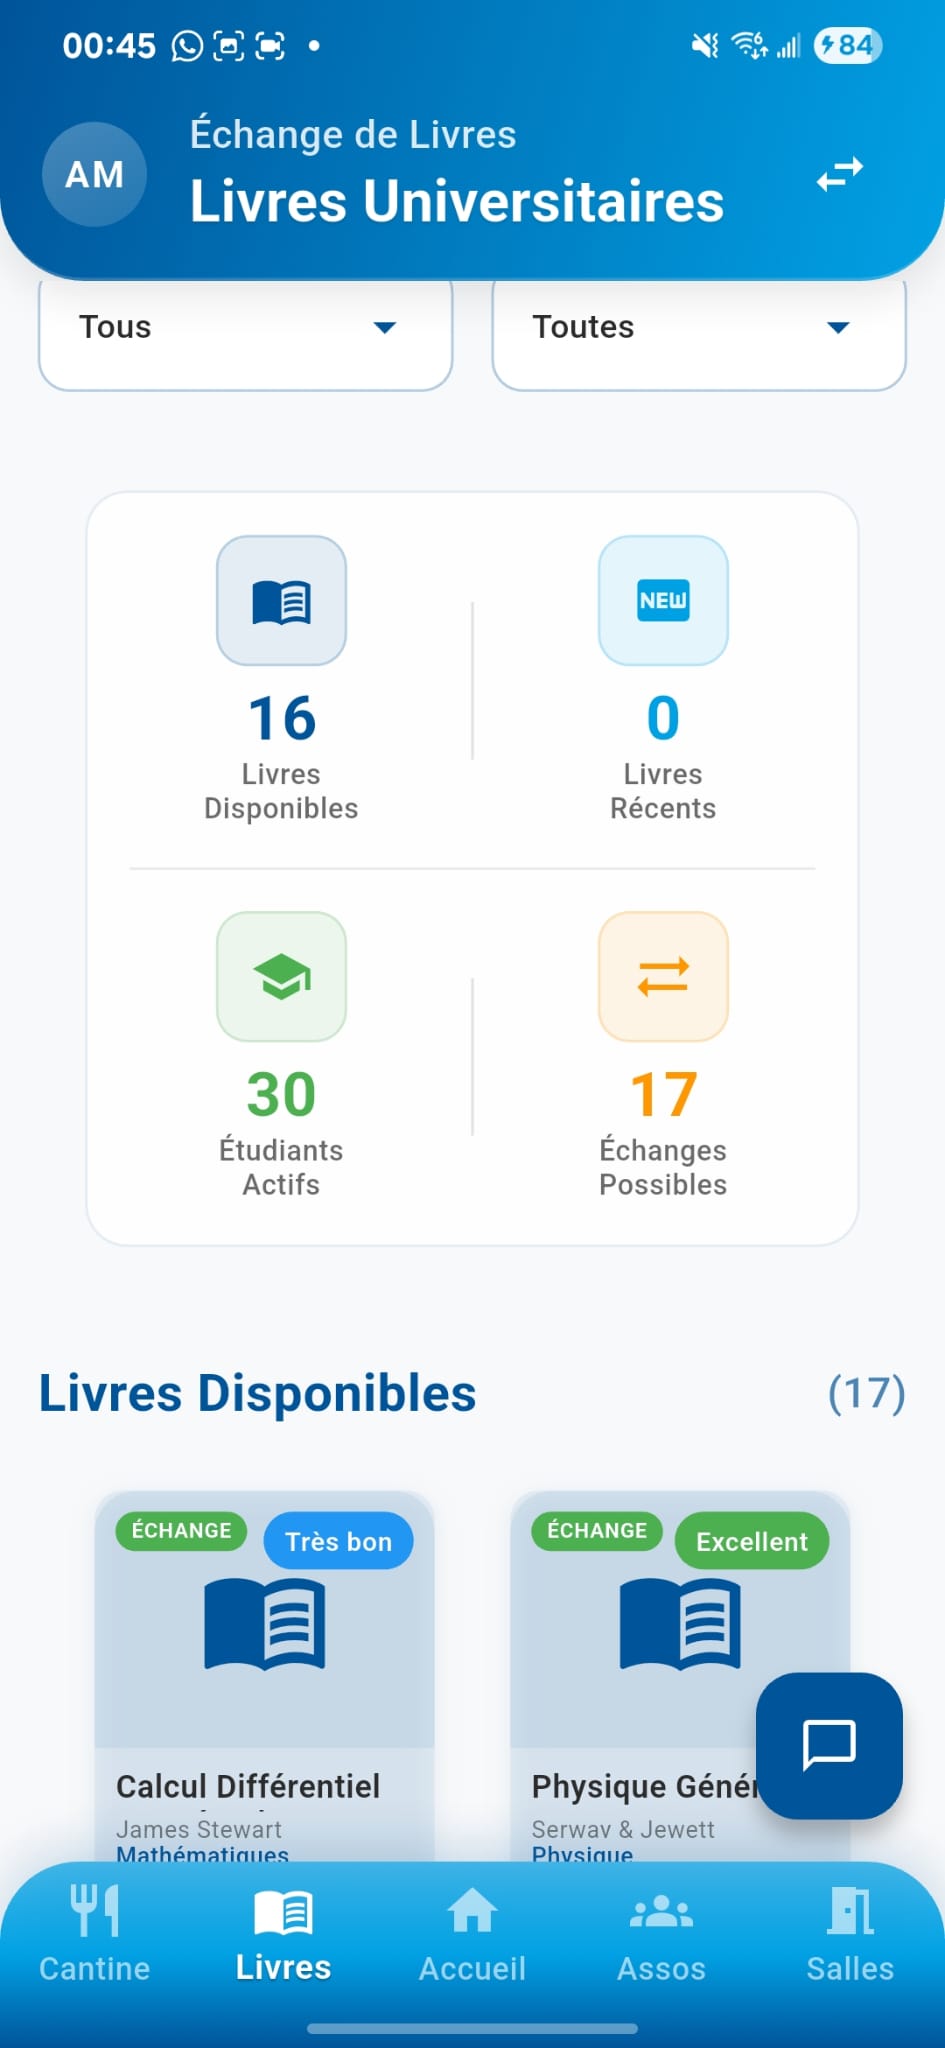 00:45
84
AM
Échange de Livres
Livres Universitaires
Tous
Toutes
NEW
16
Livres
Disponibles
0
Livres
Récents
30
Étudiants
Actifs
17
Échanges
Possibles
Livres Disponibles
(17)
ÉCHANGE
Très bon
ÉCHANGE
Excellent
Calcul Différentiel
James Stewart
Mathématiques
Physique
Serway & Jewett
Physique
Cantine
Livres
Accueil
Assos
Salles